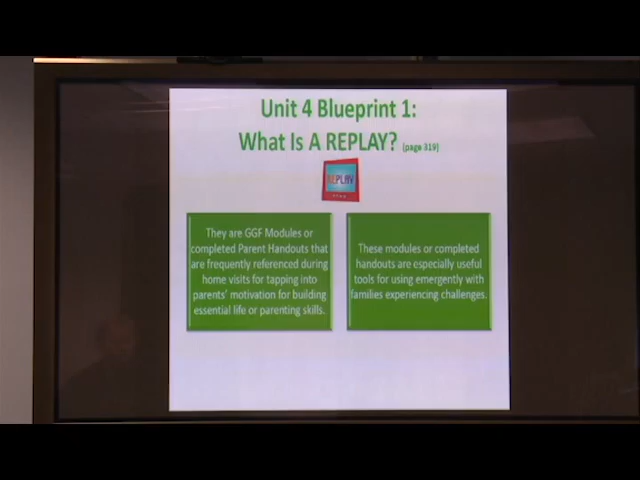 Unit 4 Blueprint 1:
What Is A REPLAY? (page 319)
REPLAY
They are GGF Modules or
completed Parent Handouts that
are frequently referenced during
home visits for tapping into
parents' motivation for building
essential life or parenting skills.
These modules or completed
handouts are especially useful
tools for using emergently with
families experiencing challenges.